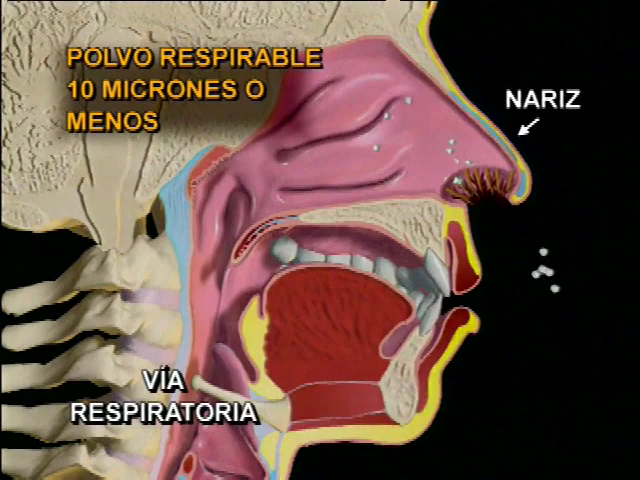 POLVO RESPIRABLE
10 MICRONES O
MENOS
NARIZ
VÍA
RESPIRATORIA